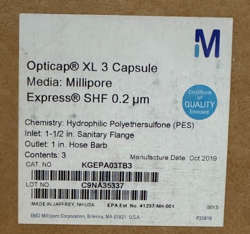 M
Opticap® XL 3 Capsule
Media: Millipore
Express® SHF 0.2 µm
Certificate of
QUALITY
Enclosed
Chemistry: Hydrophilic Polyethersulfone (PES)
Inlet: 1-1/2 in. Sanitary Flange
Outlet: 1 in. Hose Barb
Contents: 3
Manufacture Date: Oct 2019
CAT. NO. KGEPA03TB3
LOT NO. C9NA35337
MADE IN JAFFREY, NH USA
EPA Est No. 41237-NH-001
0013
EMD Millipore Corporation, Billerica, MA 01821 U.S.A.